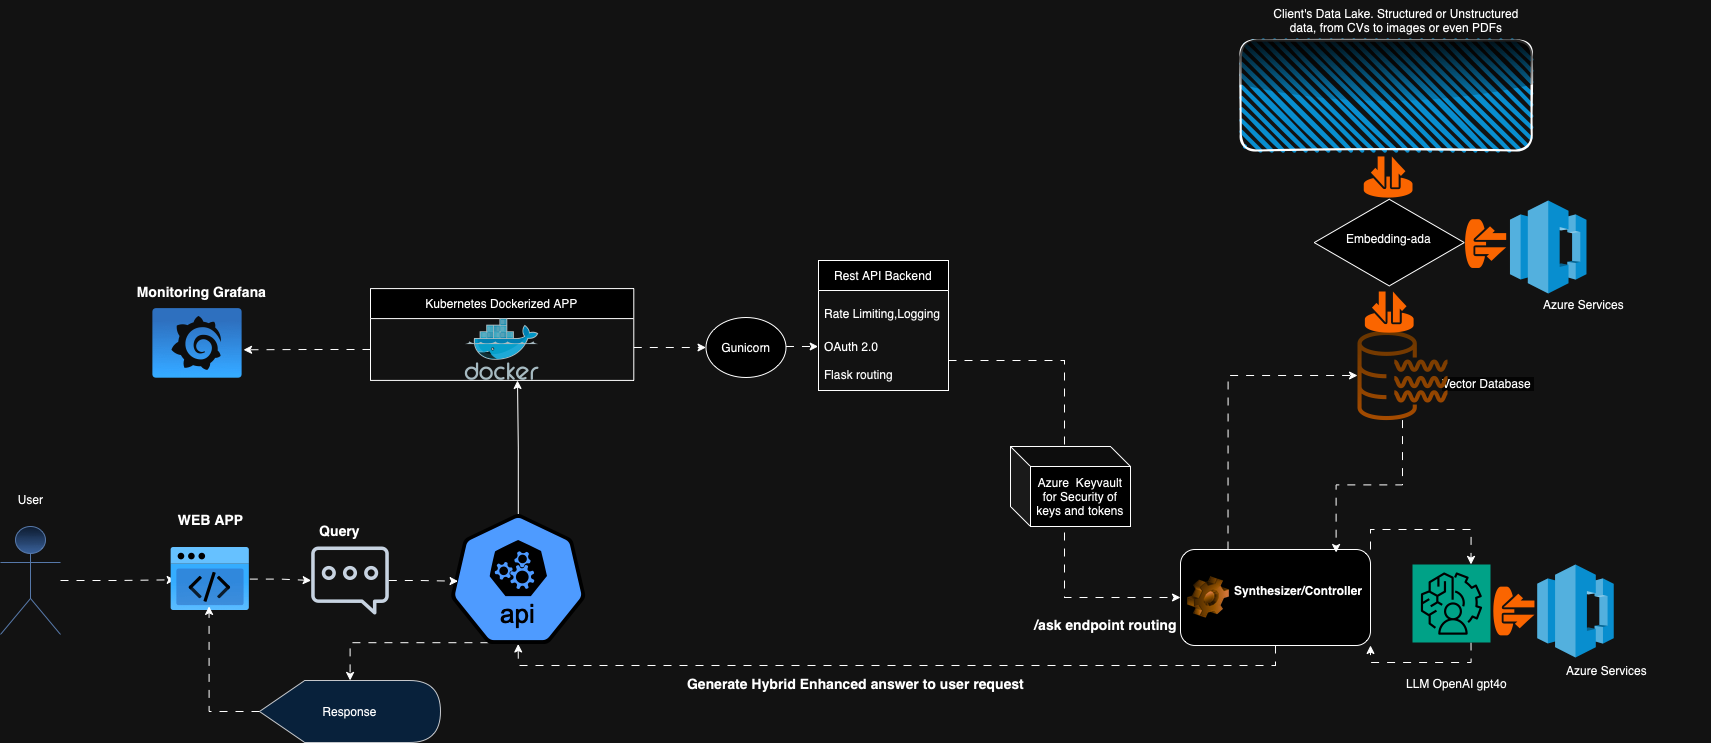 Client's Data Lake. Structured or Unstructured
data, from CVs to images or even PDFs
Embedding-ada
Azure Services
Monitoring Grafana
Kubernetes Dockerized APP
docker
Gunicorn
Rest API Backend
Rate Limiting,Logging
OAuth 2.0
Flask routing
Vector Database
Azure Keyvault
for Security of
keys and tokens
User
WEB APP
Query
api
Synthesizer/Controller
/ask endpoint routing
Azure Services
LLM OpenAI gpt4o
Generate Hybrid Enhanced answer to user request
Response